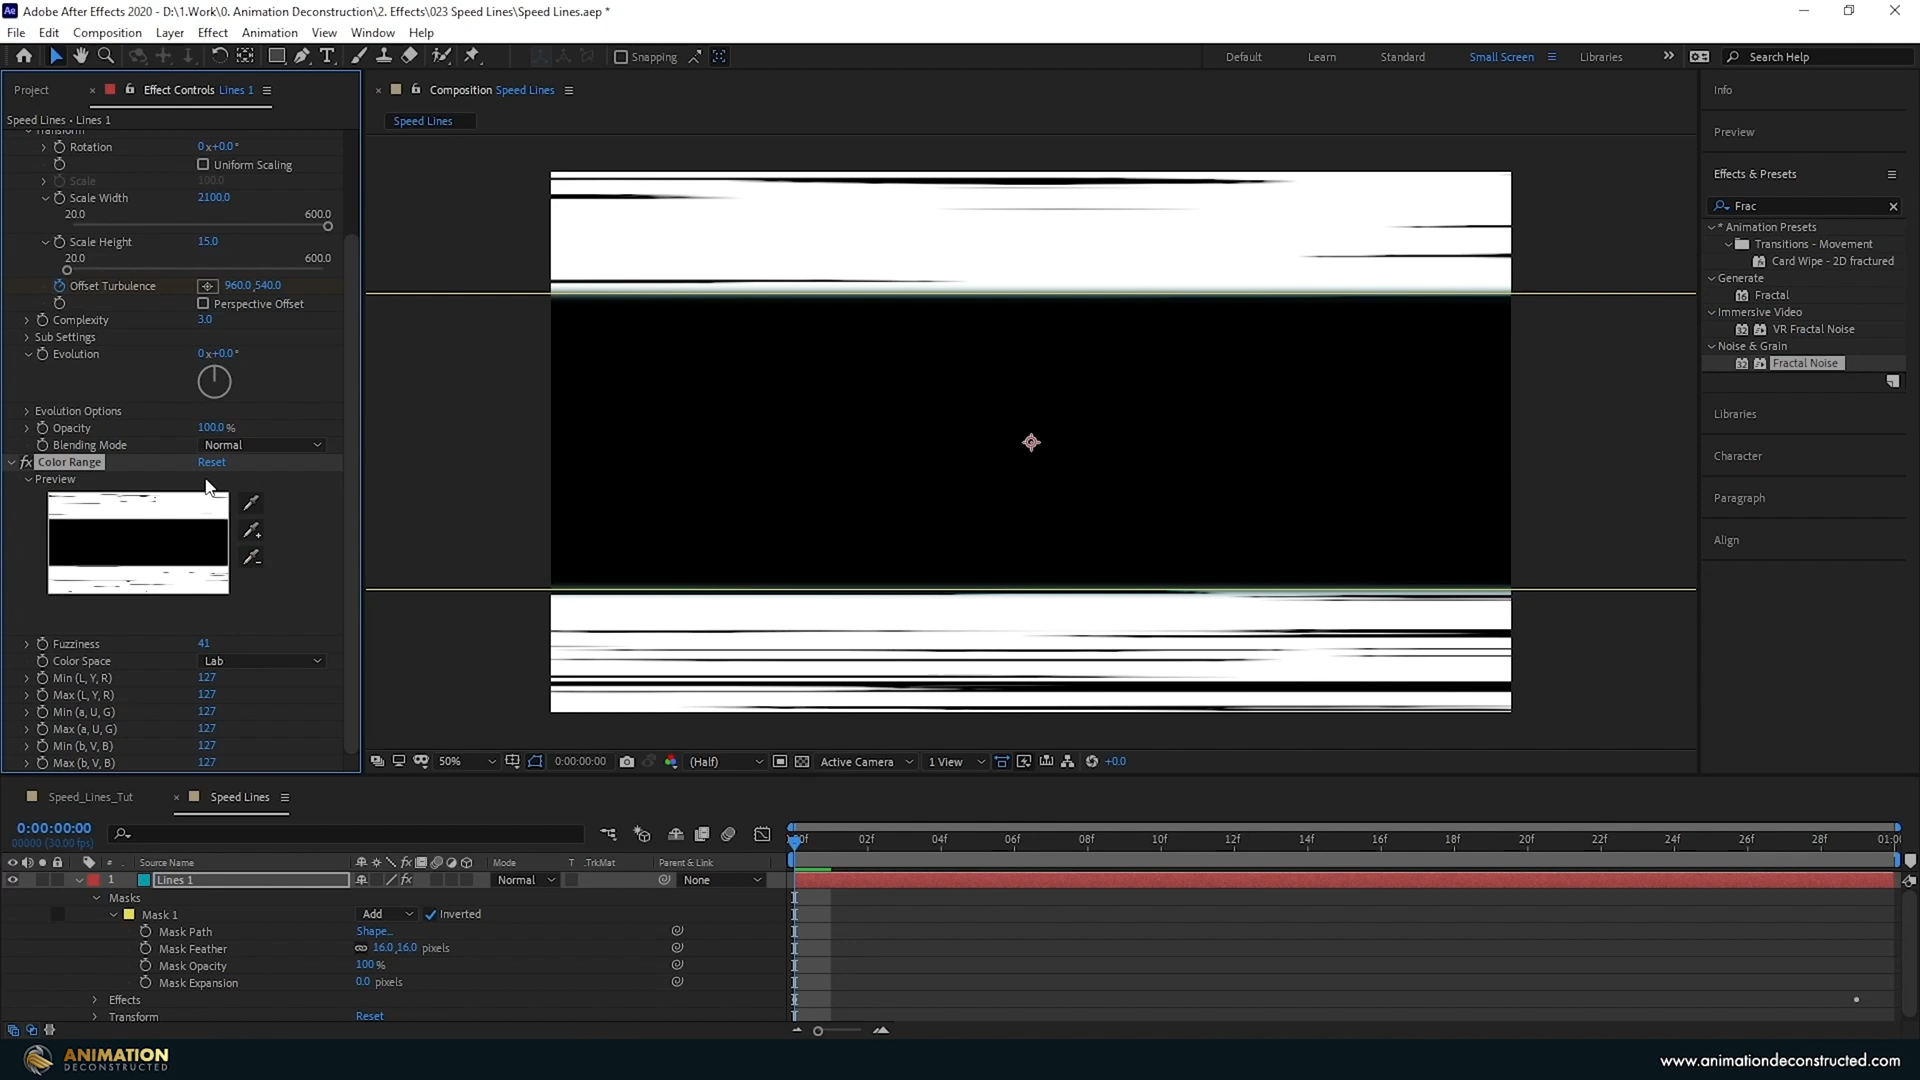 Adobe After Effects 2020 - D:\1.Work\0. Animation Deconstruction\2. Effects\023 Speed Lines\Speed Lines.aep *
File Edit Composition Layer Effect Animation View Window Help
Snapping
Default Learn Standard Small Screen Libraries
Search Help
Project
Effect Controls Lines 1
Speed Lines • Lines 1
Transform
Rotation 0x+0.0°
Uniform Scaling
Scale 100.0
Scale Width 2100.0
20.0 600.0
Scale Height 15.0
20.0 600.0
Offset Turbulence 960.0,540.0
Perspective Offset
Complexity 3.0
Sub Settings
Evolution 0x+0.0°
Evolution Options
Opacity 100.0%
Blending Mode Normal
fx Color Range Reset
Preview
Fuzziness 41
Color Space Lab
Min (L, Y, R) 127
Max (L, Y, R) 127
Min (a, U, G) 127
Max (a, U, G) 127
Min (b, V, B) 127
Max (b, V, B) 127
Composition Speed Lines
Speed Lines
50% 0:00:00:00 (Half) Active Camera 1 View +0.0
Info
Preview
Effects & Presets
Frac
* Animation Presets
Transitions - Movement
Card Wipe - 2D fractured
Generate
Fractal
Immersive Video
VR Fractal Noise
Noise & Grain
Fractal Noise
Libraries
Character
Paragraph
Align
Speed_Lines_Tut Speed Lines
0:00:00:00
00000 (30.00 fps)
:00f 02f 04f 06f 08f 10f 12f 14f 16f 18f 20f 22f 24f 26f 28f 01:0
# Source Name Mode T .TrkMat Parent & Link
1 Lines 1 Normal None
Masks
Mask 1 Add Inverted
Mask Path Shape...
Mask Feather 16.0,16.0 pixels
Mask Opacity 100%
Mask Expansion 0.0 pixels
Effects
Transform Reset
ANIMATION
DECONSTRUCTED
www.animationdeconstructed.com